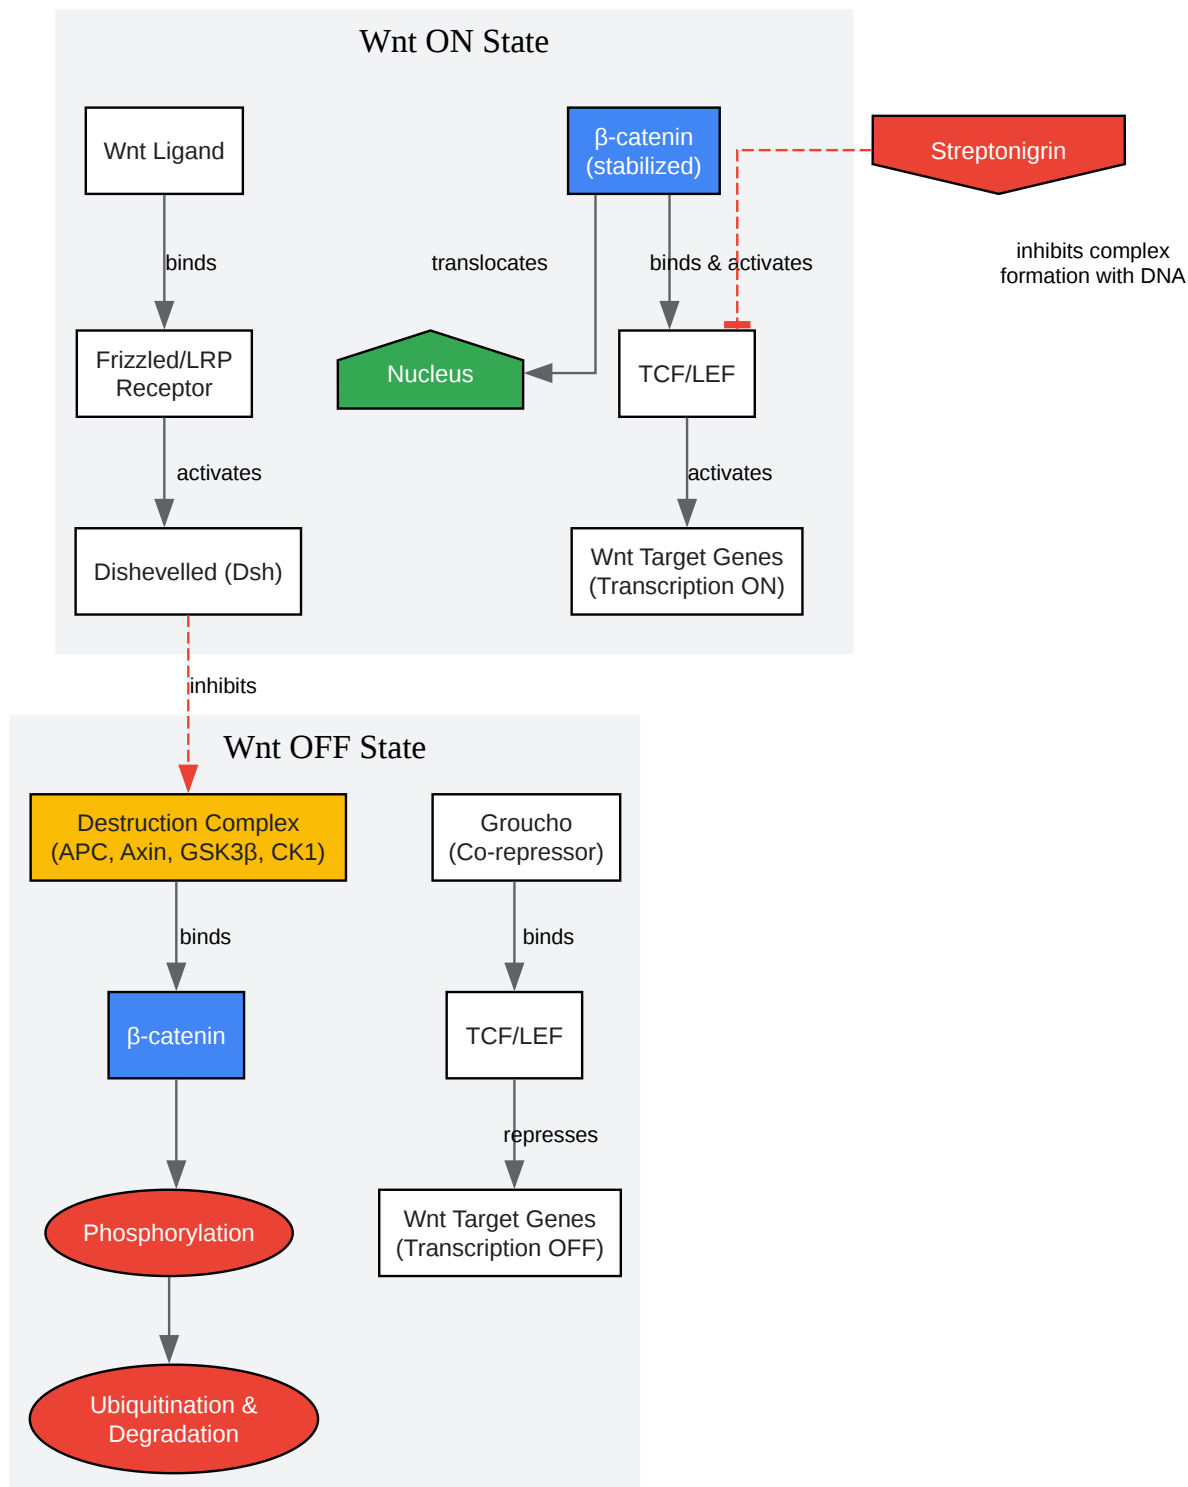 Wnt ON State
Wnt Ligand
β-catenin
(stabilized)
Streptonigrin
binds
translocates
binds & activates
inhibits complex
formation with DNA
Frizzled/LRP
Receptor
Nucleus
TCF/LEF
activates
activates
Dishevelled (Dsh)
Wnt Target Genes
(Transcription ON)
inhibits
Wnt OFF State
Destruction Complex
(APC, Axin, GSK3β, CK1)
Groucho
(Co-repressor)
binds
binds
β-catenin
TCF/LEF
represses
Phosphorylation
Wnt Target Genes
(Transcription OFF)
Ubiquitination &
Degradation